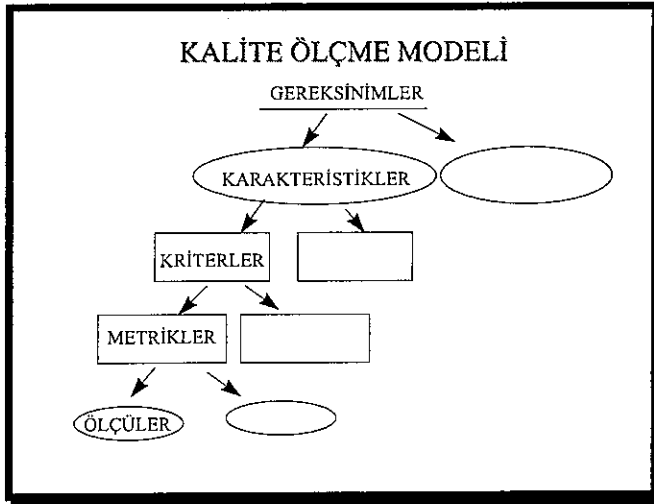 KALİTE ÖLÇME MODELİ
GEREKSİNİMLER
KARAKTERİSTİKLER
KRİTERLER
METRİKLER
ÖLÇÜLER